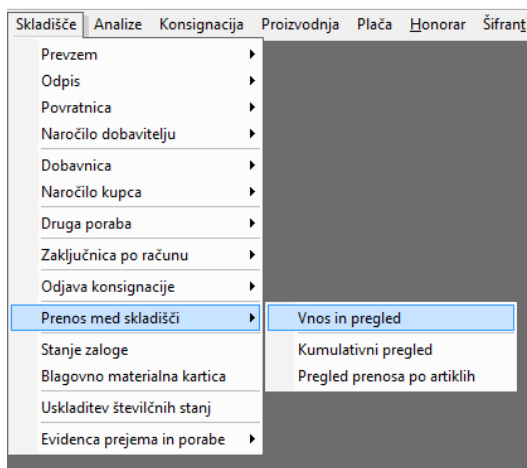 Skladišče Analize Konsignacija Proizvodnja Plača Honorar Šifrant
Prevzem
Odpis
Povratnica
Naročilo dobavitelju
Dobavnica
Naročilo kupca
Druga poraba
Zaključnica po računu
Odjava konsignacije
Prenos med skladišči
Vnos in pregled
Kumulativni pregled
Pregled prenosa po artiklih
Stanje zaloge
Blagovno materialna kartica
Uskladitev številčnih stanj
Evidenca prejema in porabe